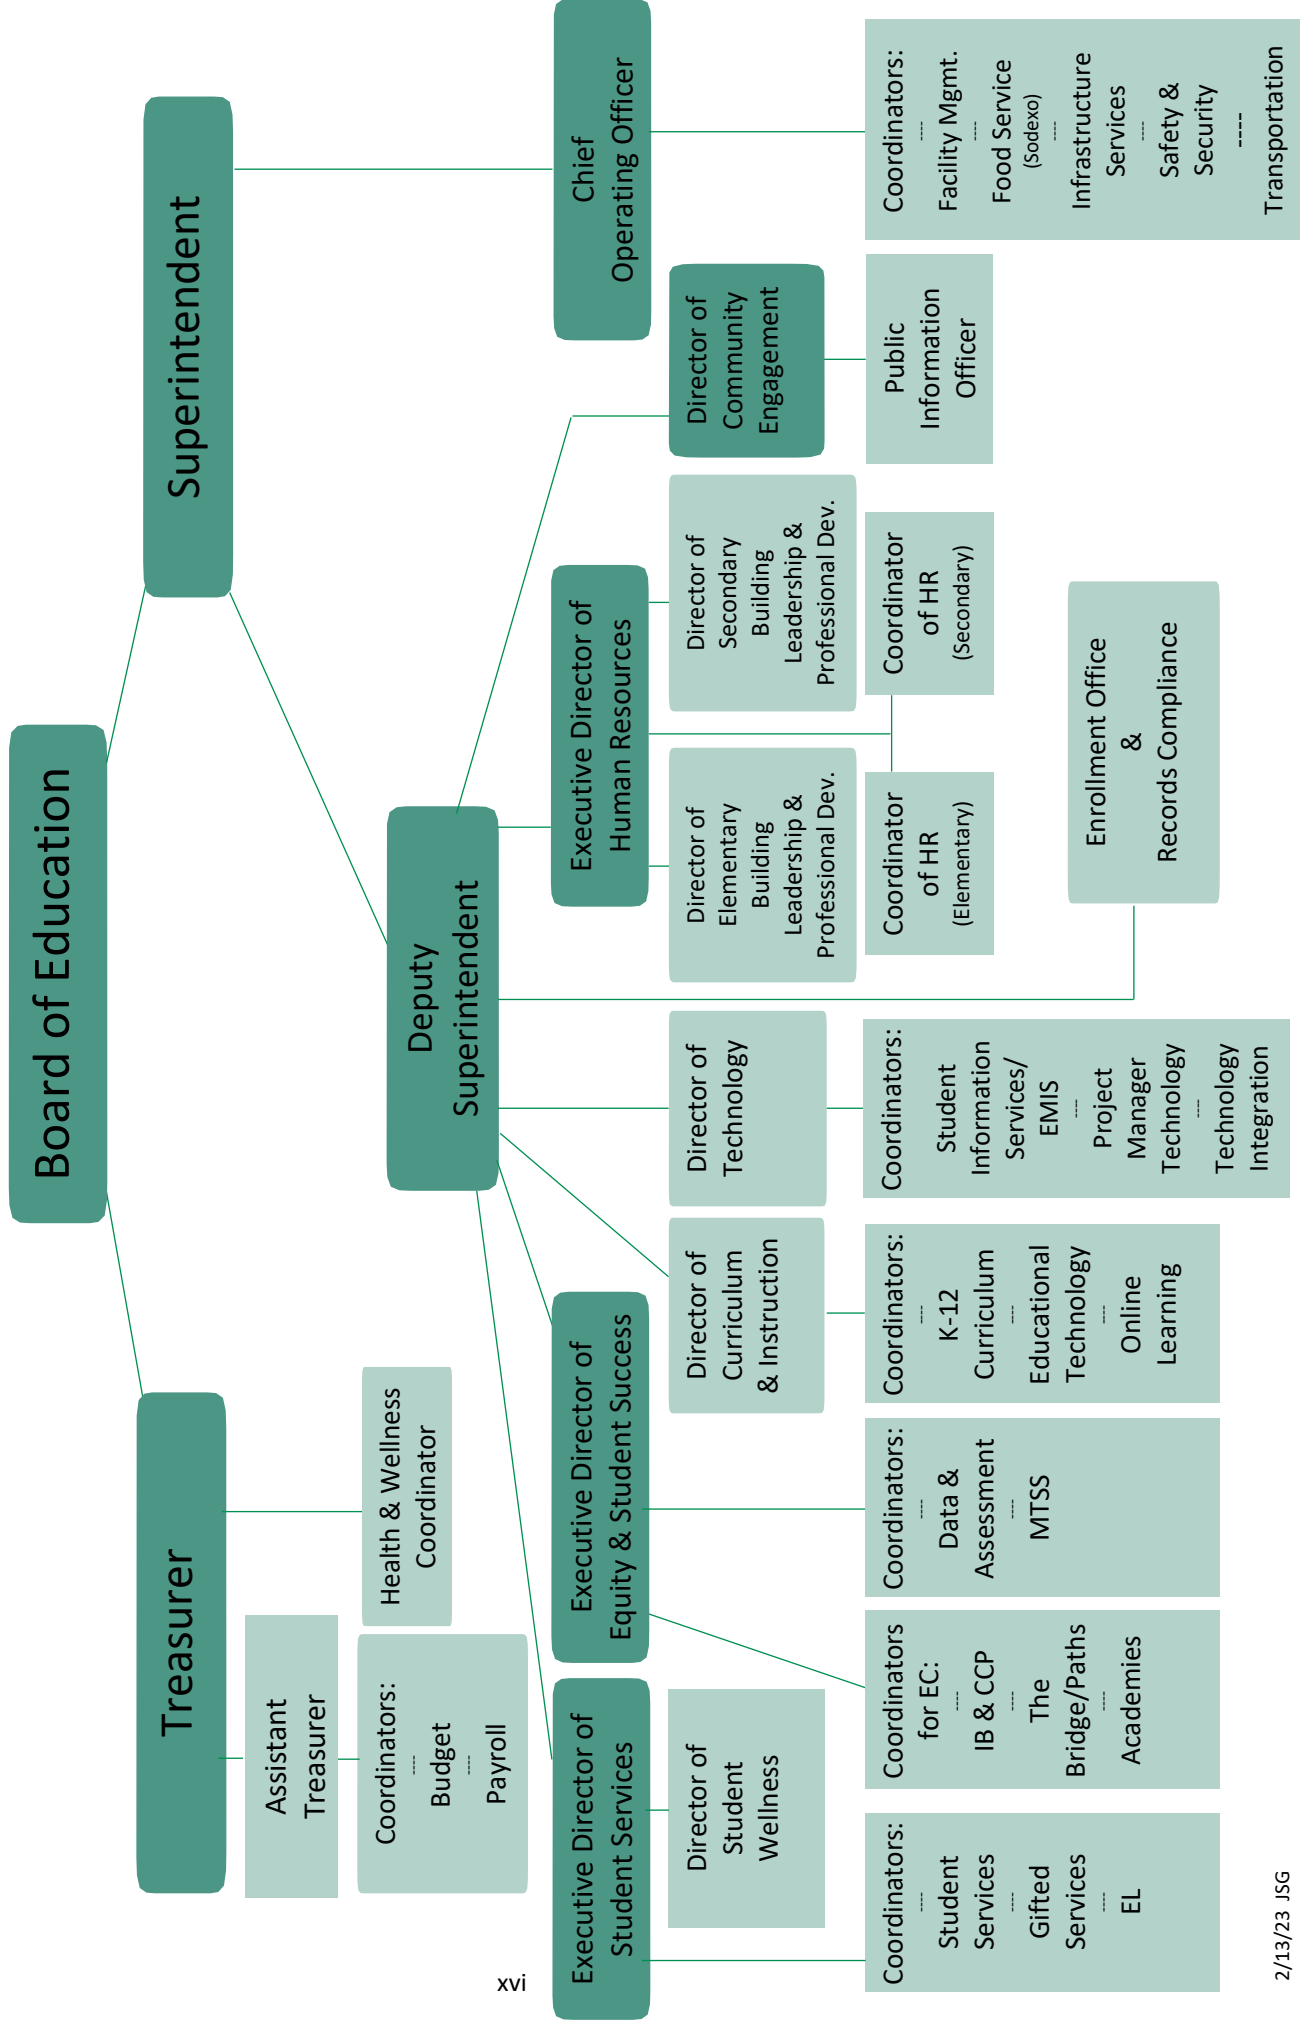 Board of Education
Treasurer
Superintendent
Assistant
Treasurer
Coordinators:
----
Budget
----
Payroll
Health & Wellness
Coordinator
Deputy
Superintendent
Chief
Operating Officer
Executive Director of
Student Services
Executive Director of
Equity & Student Success
Executive Director of
Human Resources
Director of
Student
Wellness
Director of
Curriculum
& Instruction
Director of
Technology
Director of
Elementary
Building
Leadership &
Professional Dev.
Director of
Secondary
Building
Leadership &
Professional Dev.
Director of
Community
Engagement
Coordinators:
----
Student
Services
----
Gifted
Services
----
EL
Coordinators
for EC:
----
IB & CCP
----
The
Bridge/Paths
----
Academies
Coordinators:
----
Data &
Assessment
----
MTSS
Coordinators:
----
K-12
Curriculum
----
Educational
Technology
----
Online
Learning
Coordinators:
Student
Information
Services/
EMIS
----
Project
Manager
Technology
----
Technology
Integration
Coordinator
of HR
(Elementary)
Coordinator
of HR
(Secondary)
Public
Information
Officer
Coordinators:
----
Facility Mgmt.
----
Food Service
(Sodexo)
----
Infrastructure
Services
----
Safety &
Security
----
Transportation
Enrollment Office
&
Records Compliance
xvi
2/13/23 JSG